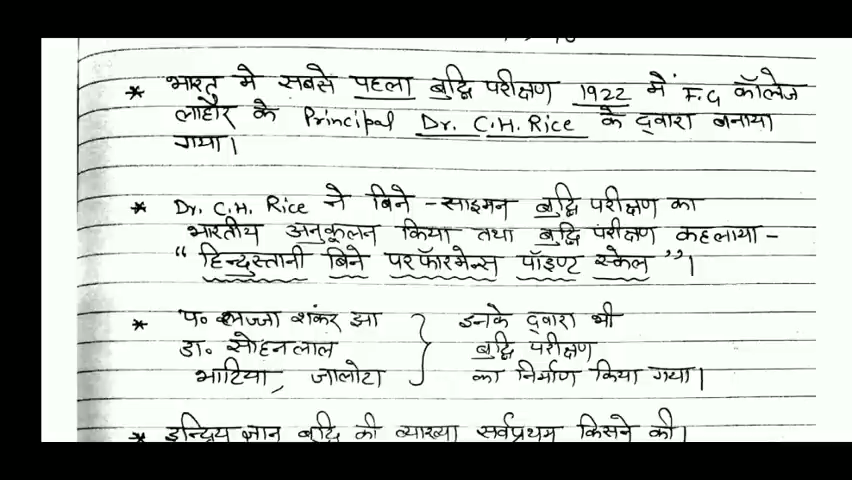 * भारत मे सबसे पहला बुद्धि परीक्षण 1922 में F.G कॉलेज
लाहौर के Principal Dr. C.H. Rice के द्वारा बनाया
गया।
* Dr. C.H. Rice ने बिने - साइमन बुद्धि परीक्षण का
भारतीय अनुकूलन किया तथा बुद्धि परीक्षण कहलाया -
“ हिन्दुस्तानी बिने परफॉरमेन्स पॉइण्ट स्केल ”।
* प० लज्जा शंकर झा } इनके द्वारा भी
डा. सोहनलाल बुद्धि परीक्षण
भाटिया, जालोटा का निर्माण किया गया।
* इन्द्रिय ज्ञान बुद्धि की व्याख्या सर्वप्रथम किसने की।